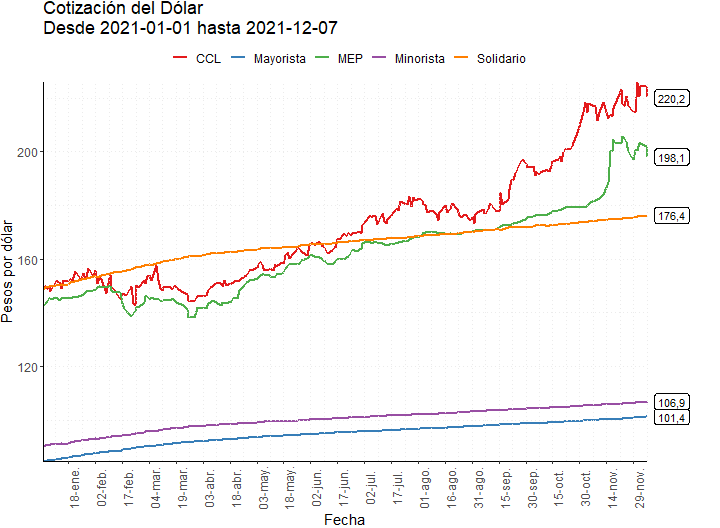 Cotización del Dólar
Desde 2021-01-01 hasta 2021-12-07
CCL Mayorista MEP Minorista Solidario
220,2
200
198,1
176,4
160
120
106,9
101,4
Pesos por dólar
18-ene. 02-feb. 17-feb. 04-mar. 19-mar. 03-abr. 18-abr. 03-may. 18-may. 02-jun. 17-jun. 02-jul. 17-jul. 01-ago. 16-ago. 31-ago. 15-sep. 30-sep. 15-oct. 30-oct. 14-nov. 29-nov.
Fecha